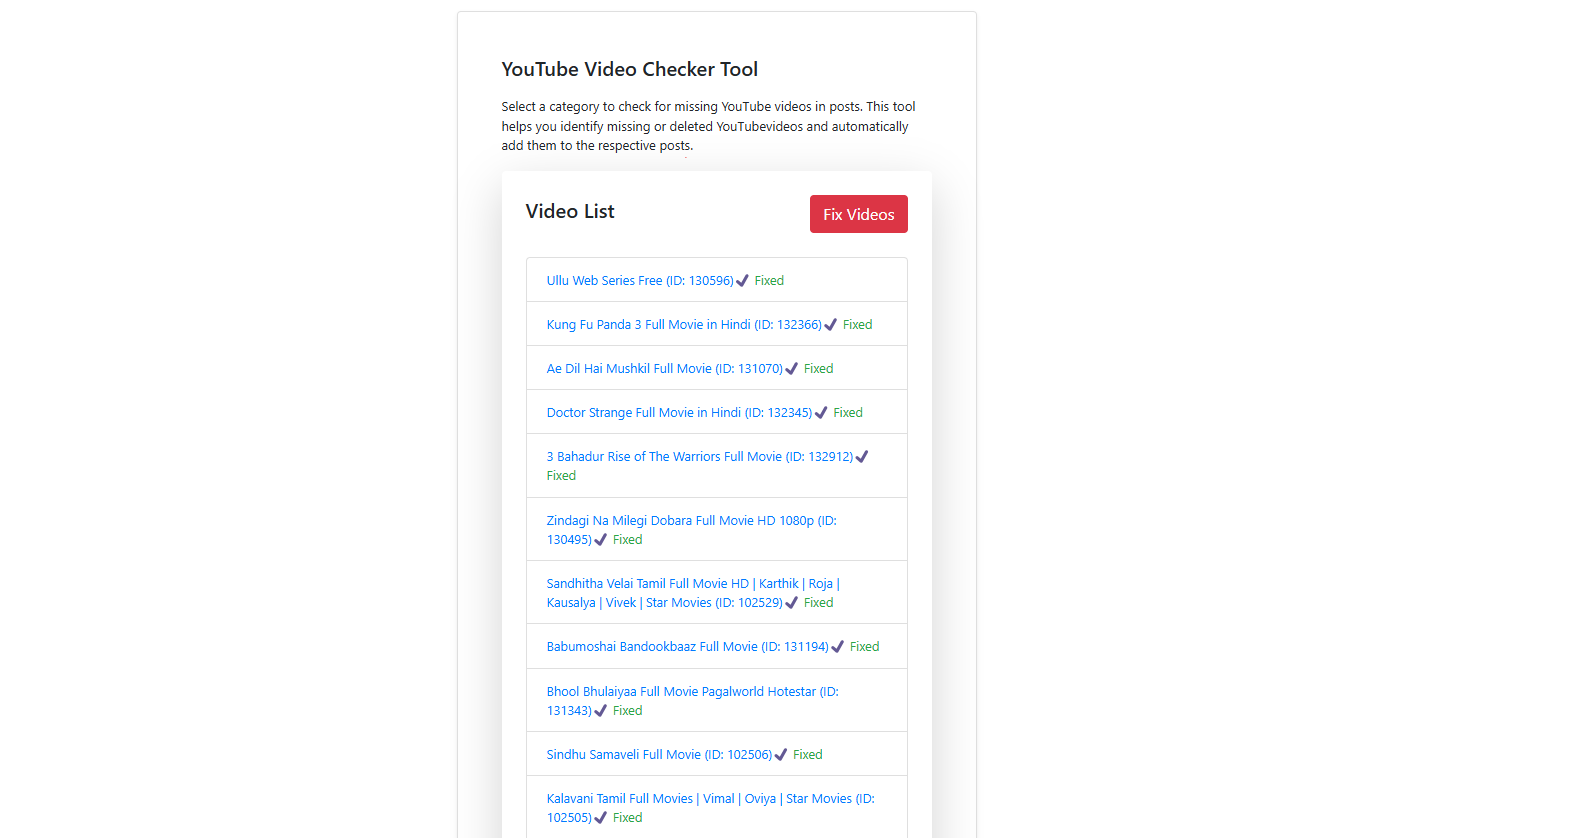 YouTube Video Checker Tool
Select a category to check for missing YouTube videos in posts. This tool
helps you identify missing or deleted YouTubevideos and automatically
add them to the respective posts.
Video List
Fix Videos
Ullu Web Series Free (ID: 130596)✔ Fixed
Kung Fu Panda 3 Full Movie in Hindi (ID: 132366)✔ Fixed
Ae Dil Hai Mushkil Full Movie (ID: 131070)✔ Fixed
Doctor Strange Full Movie in Hindi (ID: 132345)✔ Fixed
3 Bahadur Rise of The Warriors Full Movie (ID: 132912)✔
Fixed
Zindagi Na Milegi Dobara Full Movie HD 1080p (ID:
130495)✔ Fixed
Sandhitha Velai Tamil Full Movie HD | Karthik | Roja |
Kausalya | Vivek | Star Movies (ID: 102529)✔ Fixed
Babumoshai Bandookbaaz Full Movie (ID: 131194)✔ Fixed
Bhool Bhulaiyaa Full Movie Pagalworld Hotestar (ID:
131343)✔ Fixed
Sindhu Samaveli Full Movie (ID: 102506)✔ Fixed
Kalavani Tamil Full Movies | Vimal | Oviya | Star Movies (ID:
102505)✔ Fixed